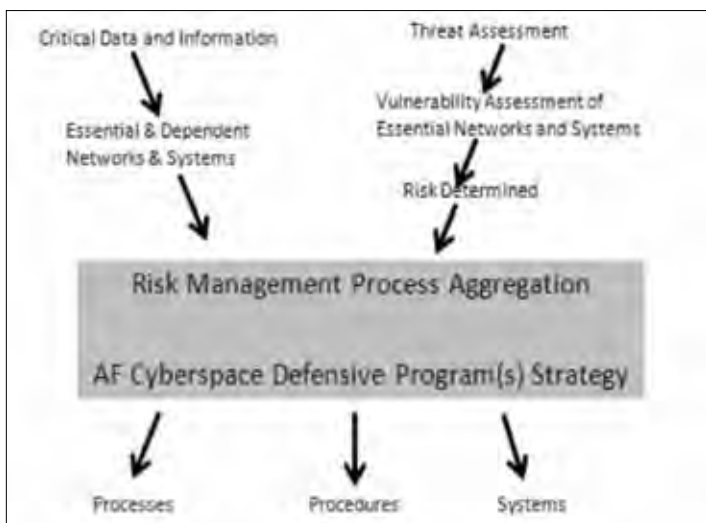 Critical Data and Information
Threat Assessment
Essential & Dependent
Networks & Systems
Vulnerability Assessment of
Essential Networks and Systems
Risk Determined
Risk Management Process Aggregation
AF Cyberspace Defensive Program(s) Strategy
Processes
Procedures
Systems